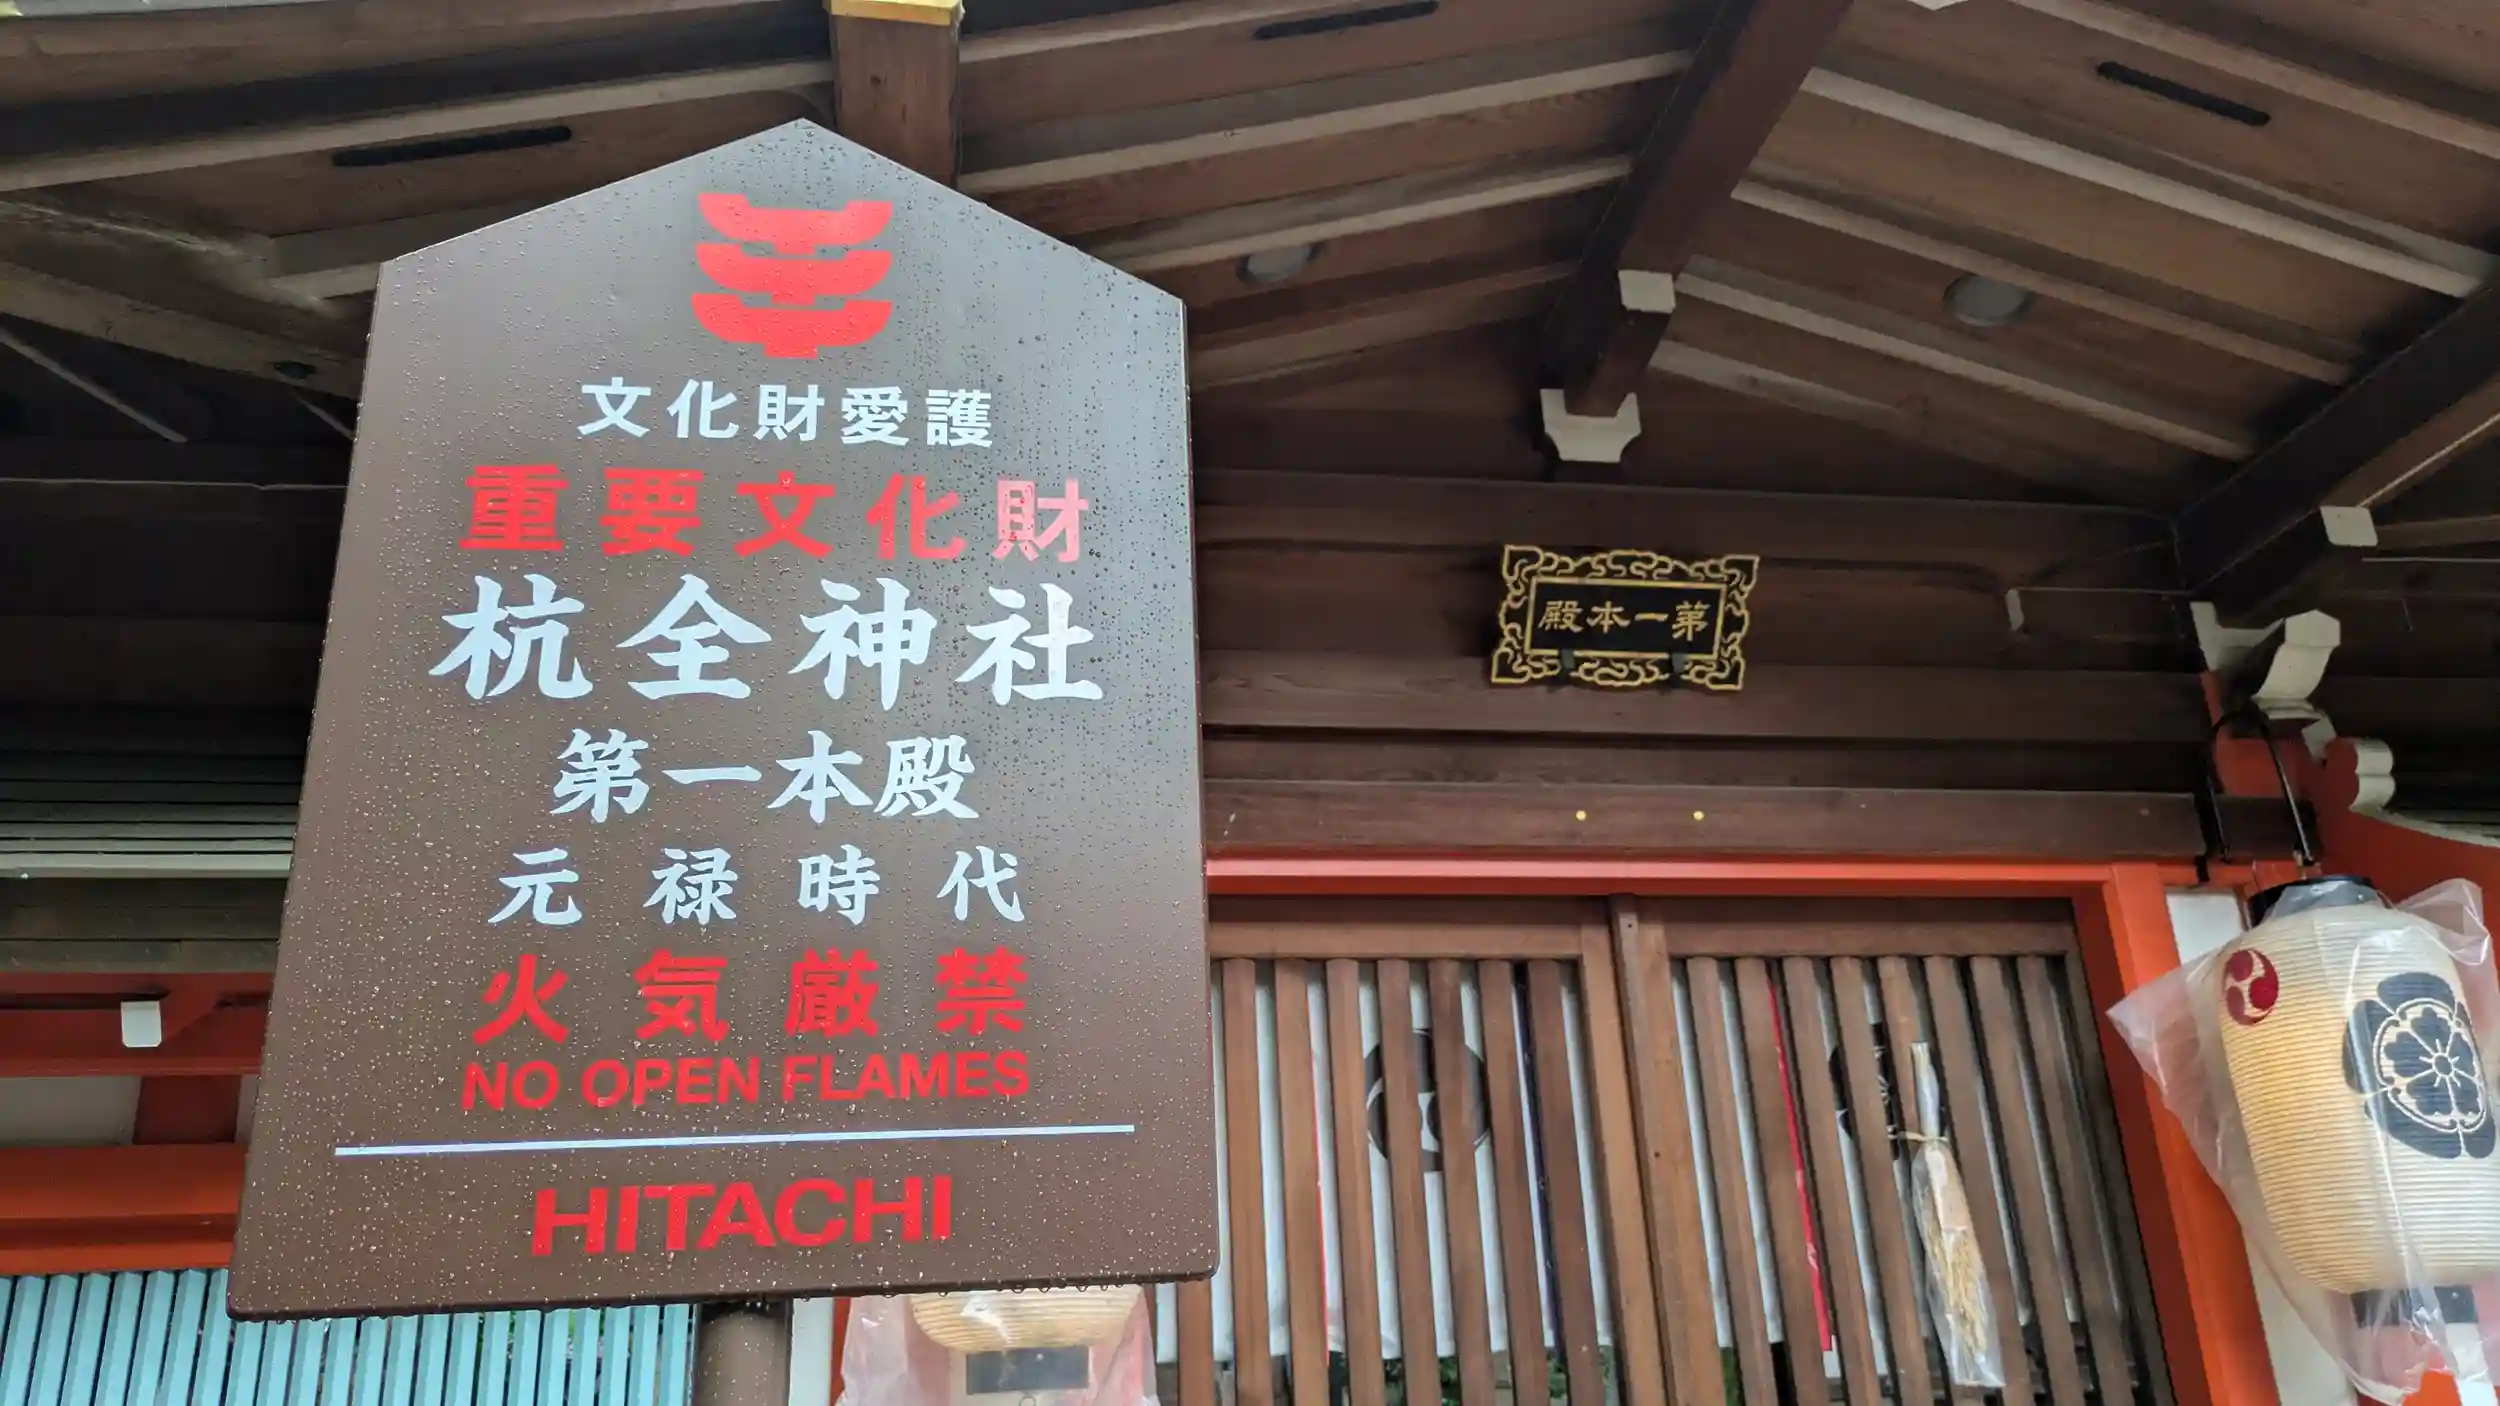 文化財愛護
重要文化財
杭全神社
第一本殿
元禄時代
火気厳禁
NO OPEN FLAMES
HITACHI
殿本一第